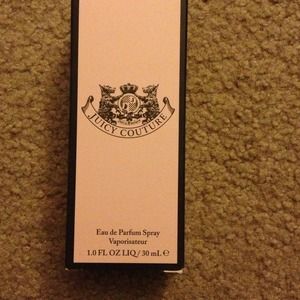 JUICY COUTURE
Eau de Parfum Spray
Vaporisateur
1.0 FL OZ LIQ / 30 mL ℮